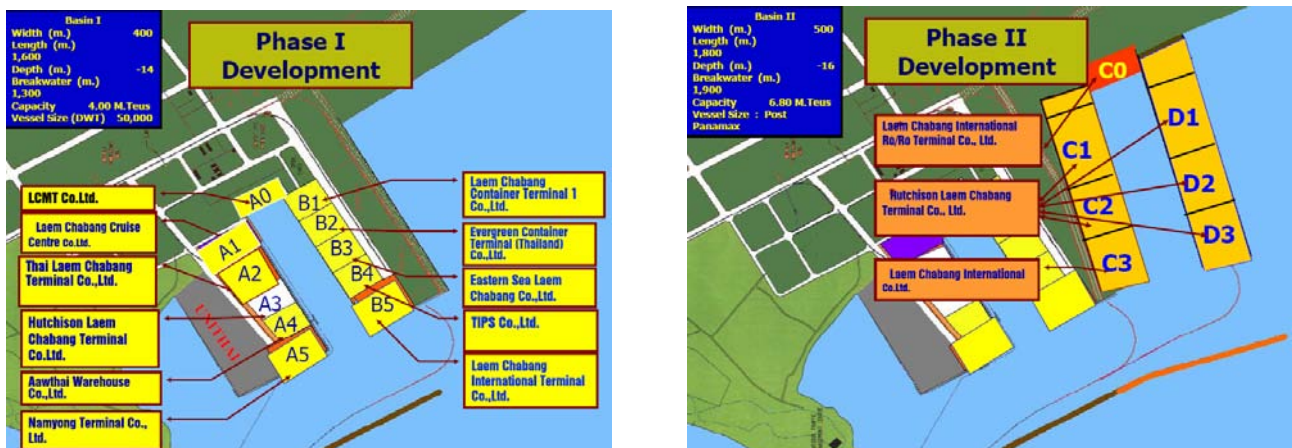 Basin I
Width (m.) 400
Length (m.)
1,600
Depth (m.) -14
Breakwater (m.)
1,300
Capacity 4.00 M.Teus
Vessel Size (DWT) 50,000
Phase I
Development
LCMT Co.Ltd.
Laem Chabang Cruise
Centre Co.Ltd.
Thai Laem Chabang
Terminal Co.,Ltd.
Hutchison Laem
Chabang Terminal
Co.Ltd.
Aawthai Warehouse
Co.,Ltd.
Namyong Terminal Co.,
Ltd.
A0
A1
A2
A3
A4
A5
UNITHAI
B1
B2
B3
B4
B5
Laem Chabang
Container Terminal 1
Co.,Ltd.
Evergreen Container
Terminal (Thailand)
Co.,Ltd.
Eastern Sea Laem
Chabang Co.,Ltd.
TIPS Co.,Ltd.
Laem Chabang
International Terminal
Co.,Ltd.
Basin II
Width (m.) 500
Length (m.)
1,800
Depth (m.) -16
Breakwater (m.)
1,900
Capacity 6.80 M.Teus
Vessel Size : Post
Panamax
Phase II
Development
Laem Chabang International
Ro/Ro Terminal Co., Ltd.
Hutchison Laem Chabang
Terminal Co., Ltd.
Laem Chabang International
Co.Ltd.
C0
C1
C2
C3
D1
D2
D3